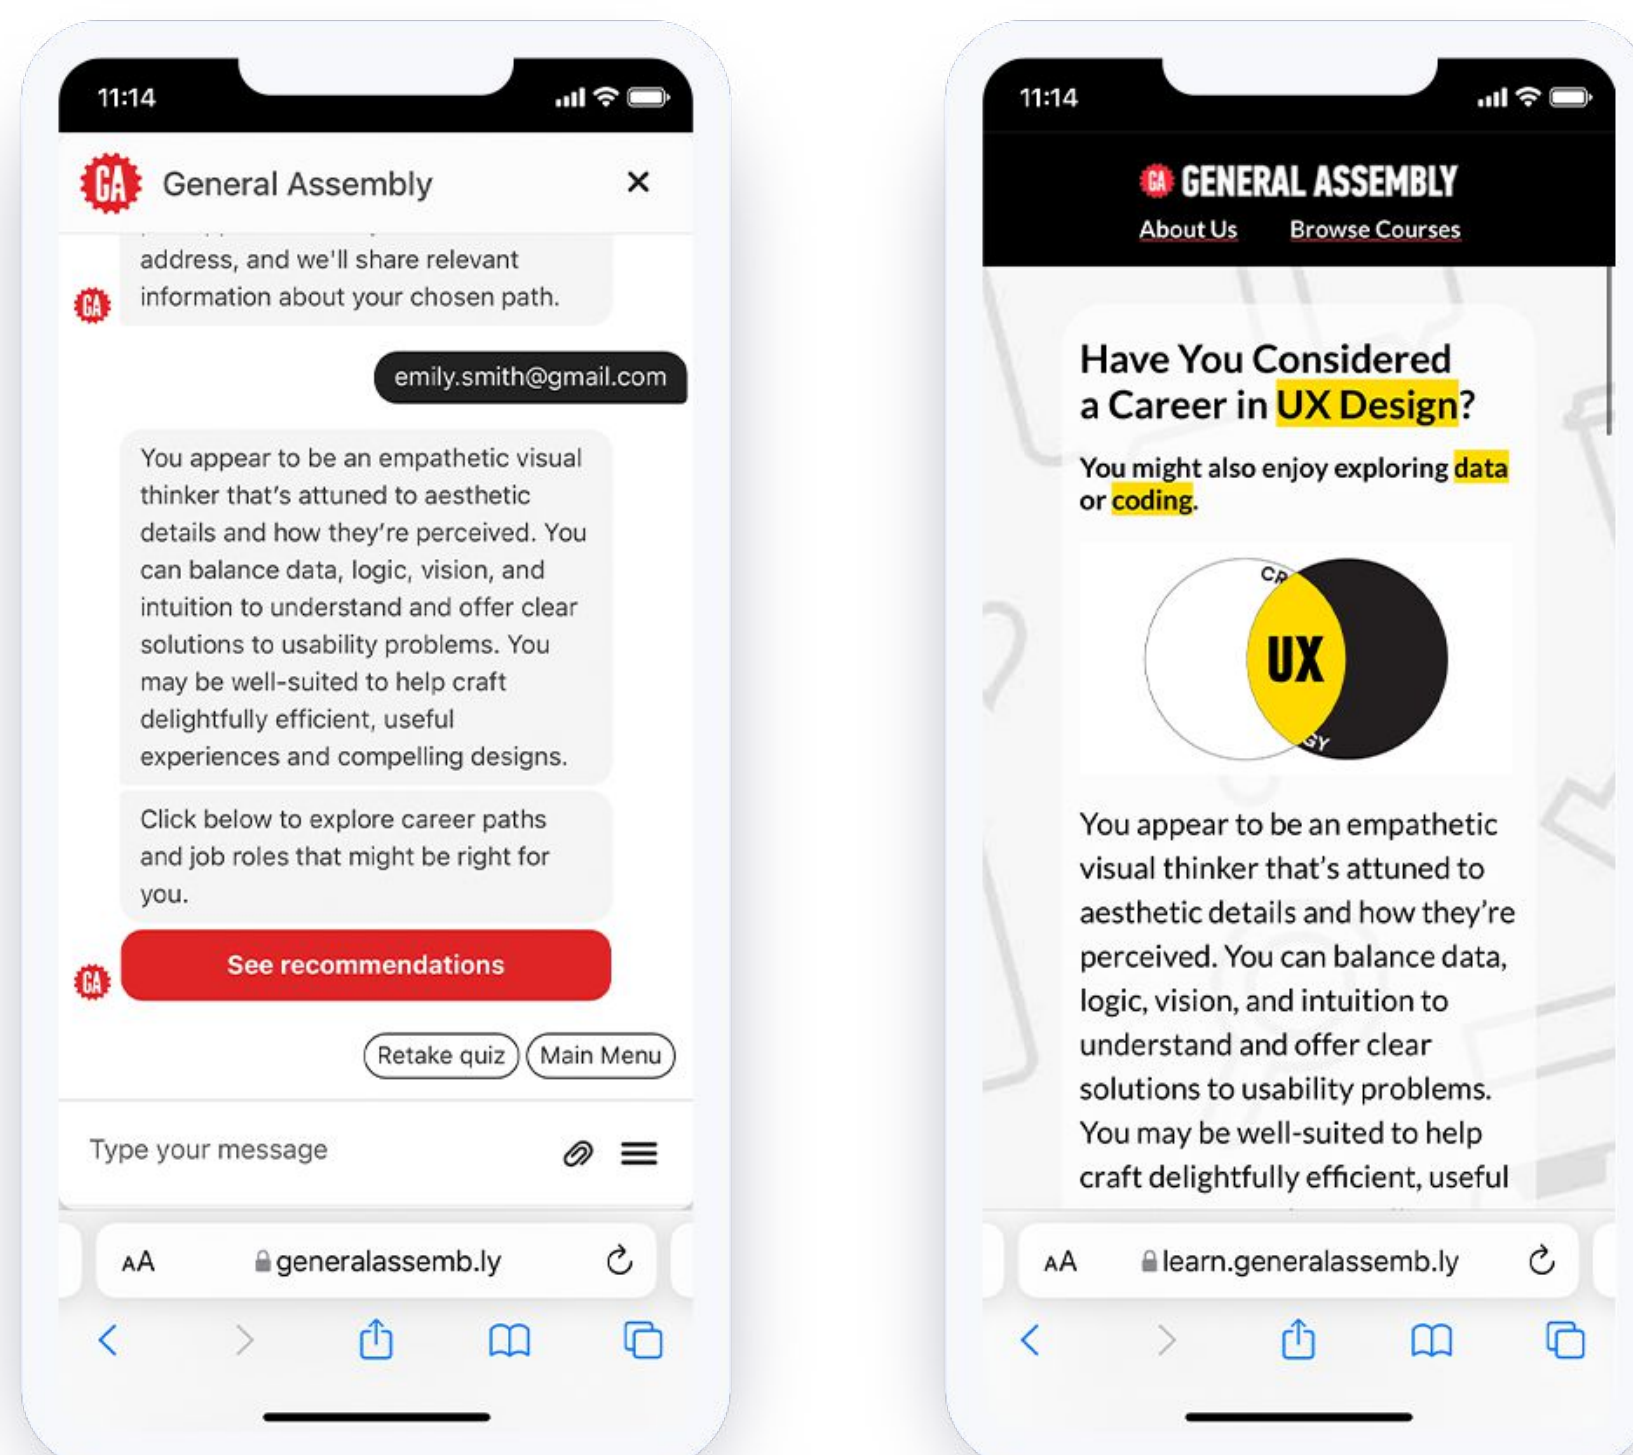 11:14
GA
General Assembly
address, and we'll share relevant
information about your chosen path.
GA
emily.smith@gmail.com
You appear to be an empathetic visual
thinker that's attuned to aesthetic
details and how they're perceived. You
can balance data, logic, vision, and
intuition to understand and offer clear
solutions to usability problems. You
may be well-suited to help craft
delightfully efficient, useful
experiences and compelling designs.
Click below to explore career paths
and job roles that might be right for
you.
See recommendations
GA
Retake quiz
Main Menu
Type your message
AA
generalassemb.ly
11:14
GA GENERAL ASSEMBLY
About Us
Browse Courses
Have You Considered
a Career in UX Design?
You might also enjoy exploring data
or coding.
CR
UX
GY
You appear to be an empathetic
visual thinker that's attuned to
aesthetic details and how they're
perceived. You can balance data,
logic, vision, and intuition to
understand and offer clear
solutions to usability problems.
You may be well-suited to help
craft delightfully efficient, useful
AA
learn.generalassemb.ly